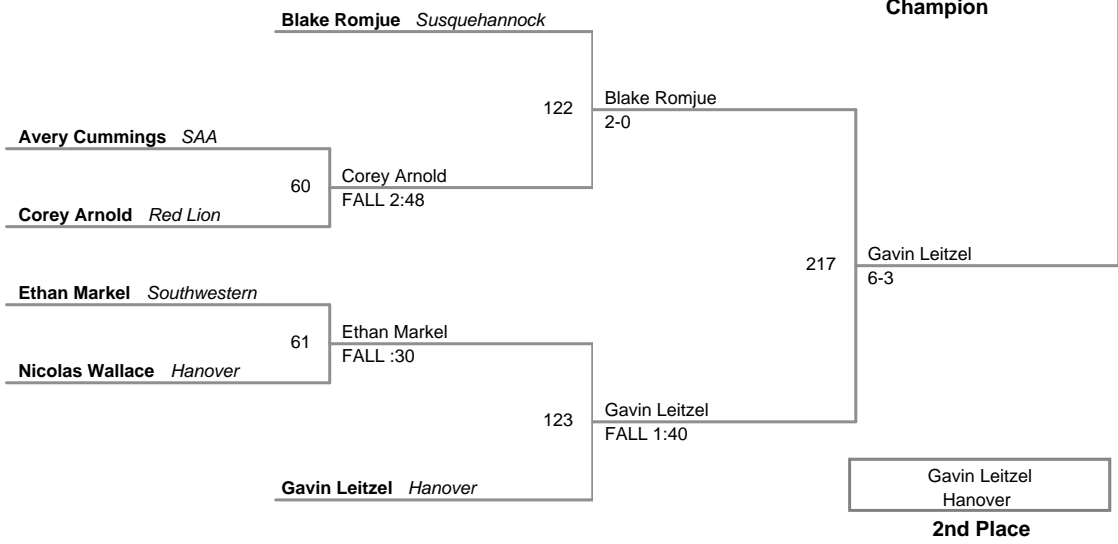 Champion
Blake Romjue Susquehannock
122
Blake Romjue
2-0
Avery Cummings SAA
60
Corey Arnold
FALL 2:48
Corey Arnold Red Lion
217
Gavin Leitzel
6-3
Ethan Markel Southwestern
61
Ethan Markel
FALL :30
Nicolas Wallace Hanover
123
Gavin Leitzel
FALL 1:40
Gavin Leitzel Hanover
Gavin Leitzel
Hanover
2nd Place